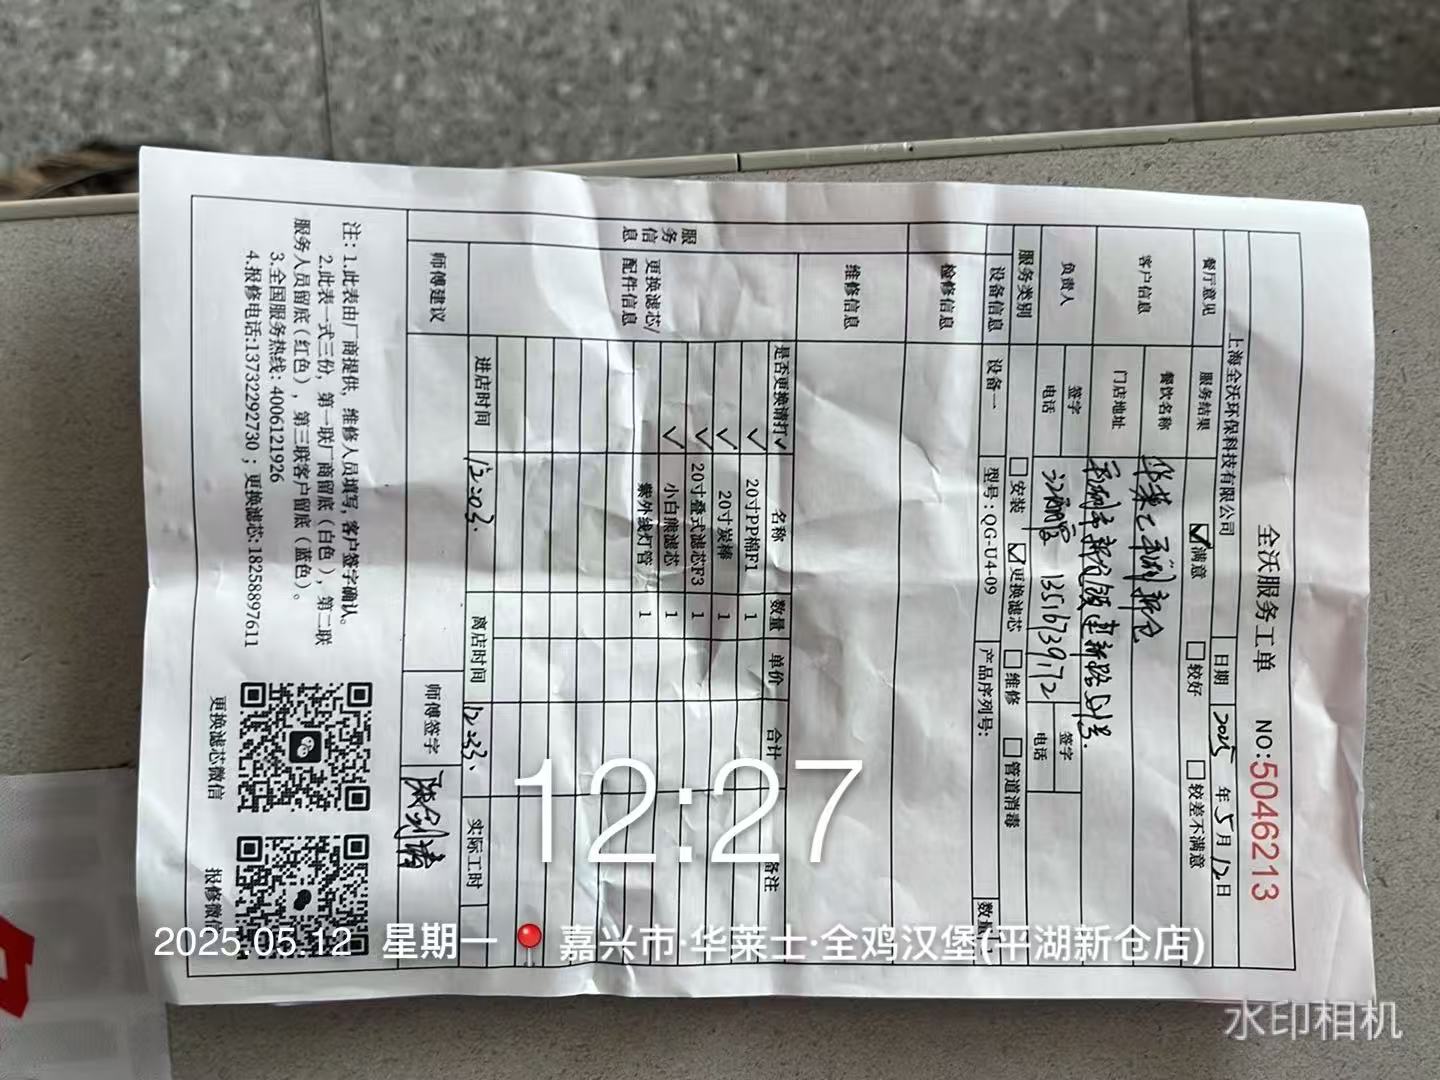 全沃服务工单 NO:5046213
上海全沃环保科技有限公司 日期 2025 年 5 月 12 日
餐厅意见 服务结果 ☑满意 □较好 □较差不满意
客户信息 餐饮名称 华莱士平湖新仓
门店地址
负责人 签字 签字
电话 13516739172 电话
服务类别 □安装 ☑更换滤芯 □维修 □管道消毒
设备信息 设备一 型号:QG-U4-09 产品序列号:
检修信息
服务信息
维修信息
更换滤芯/配件信息
是否更换请打✓ 名称 数量 单价 合计 备注
✓ 20寸PP棉F1 1
✓ 20寸炭棒 1
✓ 20寸叠式滤芯F3 1
✓ 小白熊滤芯 1
紫外线灯管 1
进店时间 12:03. 离店时间 12:33. 实际工时
师傅建议 师傅签字
注:1.此表由厂商提供,维修人员填写,客户签字确认。
2.此表一式三份,第一联厂商留底(白色),第二联
服务人员留底(红色),第三联客户留底(蓝色)。
3.全国服务热线:4006121926
4.报修电话:13732292730;更换滤芯:18258897611
更换滤芯微信
报修微信
12:27
2025.05.12 星期一 嘉兴市·华莱士·全鸡汉堡(平湖新仓店)
水印相机